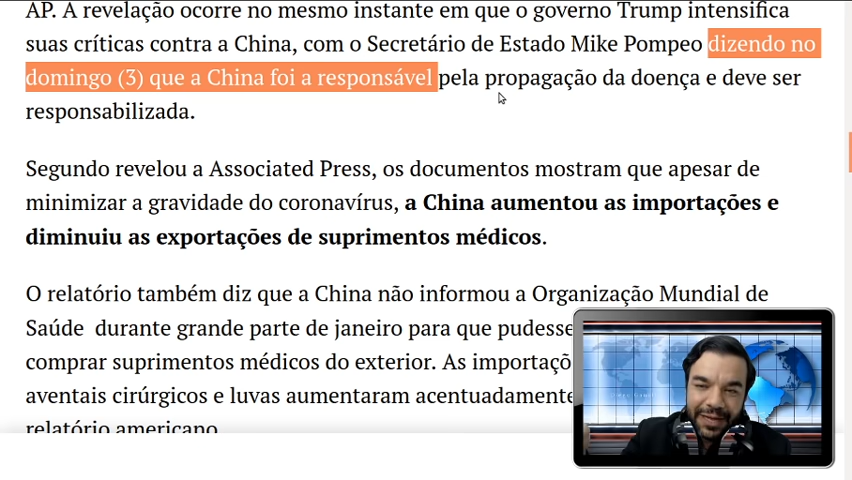 AP. A revelação ocorre no mesmo instante em que o governo Trump intensifica
suas críticas contra a China, com o Secretário de Estado Mike Pompeo dizendo no
domingo (3) que a China foi a responsável pela propagação da doença e deve ser
responsabilizada.
Segundo revelou a Associated Press, os documentos mostram que apesar de
minimizar a gravidade do coronavírus, a China aumentou as importações e
diminuiu as exportações de suprimentos médicos.
O relatório também diz que a China não informou a Organização Mundial de
Saúde durante grande parte de janeiro para que pudesse
comprar suprimentos médicos do exterior. As importaçõ
aventais cirúrgicos e luvas aumentaram acentuadamente
relatório americano